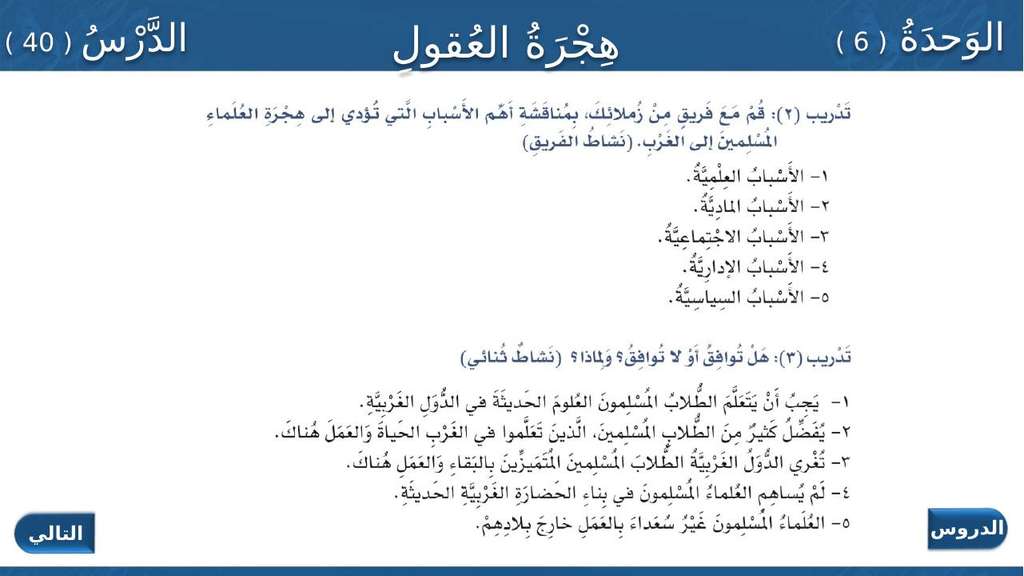 الوَحدَةُ ( 6 )
هِجْرَةُ العُقولِ
الدَّرْسُ ( 40 )
تَدْريب (٢): قُمْ مَعَ فَريقٍ مِنْ زُملائِكَ، بِمُناقَشَةِ أَهَمِّ الأَسْبابِ الَّتي تُؤدي إلى هِجْرَةِ العُلَماءِ
المُسْلِمينَ إلى الغَرْبِ. (نَشاطُ الفَريقِ)
١- الأَسْبابُ العِلْمِيَّةُ.
٢- الأَسْبابُ المادِيَّةُ.
٣- الأَسْبابُ الاجْتِماعِيَّةُ.
٤- الأَسْبابُ الإدارِيَّةُ.
٥- الأَسْبابُ السِياسِيَّةُ.
تَدْريب (٣): هَلْ تُوافِقُ أَوْ لا تُوافِقُ؟ وَلِماذا؟ (نَشاطٌ ثُنائي)
١- يَجِبُ أَنْ يَتَعَلَّمَ الطُّلابُ المُسْلِمونَ العُلومَ الحَديثَةَ في الدُّوَلِ الغَرْبِيَّةِ.
٢- يُفَضِّلُ كَثيرٌ مِنَ الطُّلابِ المُسْلِمينَ، الَّذينَ تَعَلَّموا في الغَرْبِ الحَياةَ وَالعَمَلَ هُناكَ.
٣- تُغْري الدُّوَلُ الغَرْبِيَّةُ الطُّلابَ المُسْلِمينَ المُتَمَيِّزينَ بِالبَقاءِ وَالعَمَلِ هُناكَ.
٤- لَمْ يُساهِمِ العُلماءُ المُسْلِمونَ في بِناءِ الحَضارَةِ الغَرْبِيَّةِ الحَديثَةِ.
٥- العُلَماءُ المُسْلِمونَ غَيْرُ سُعَداءَ بِالعَمَلِ خارِجَ بِلادِهِمْ.
الدروس
التالي